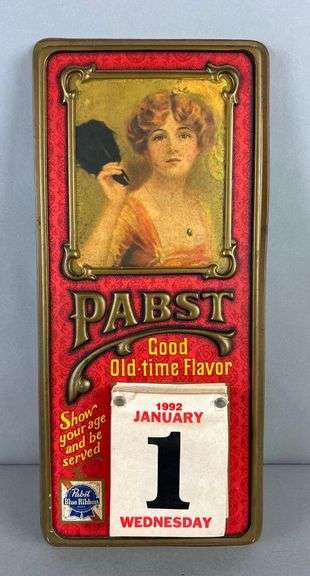 PABST
Good
Old-time Flavor
Show
your age
and be
served
Pabst
Blue Ribbon
1992
JANUARY
1
WEDNESDAY